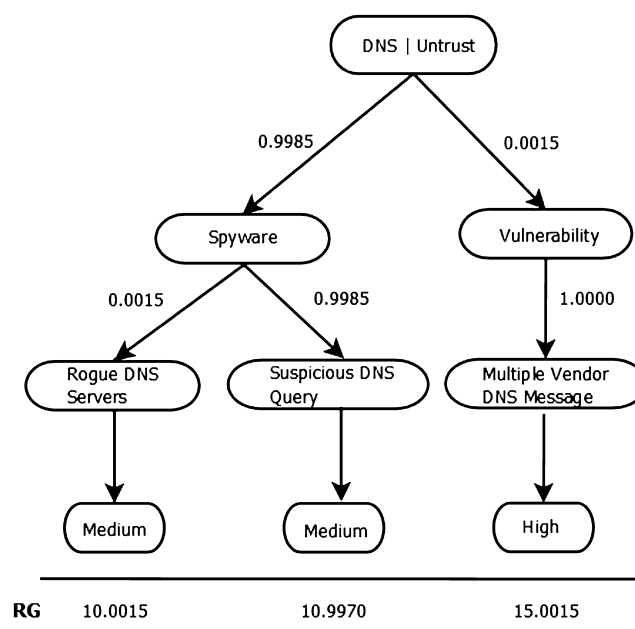 DNS | Untrust
0.9985
0.0015
Spyware
Vulnerability
0.0015
0.9985
1.0000
Rogue DNS
Servers
Suspicious DNS
Query
Multiple Vendor
DNS Message
Medium
Medium
High
RG 10.0015 10.9970 15.0015